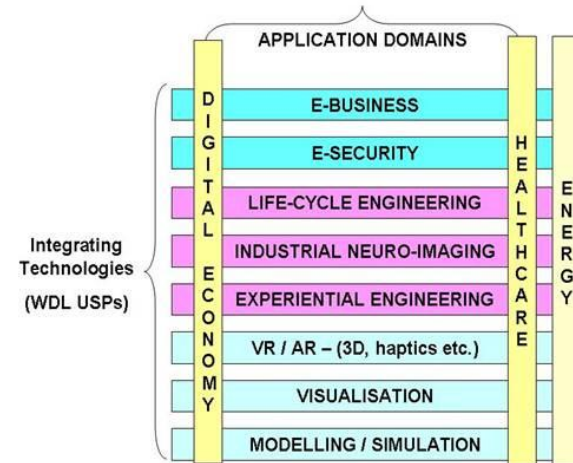 APPLICATION DOMAINS
DIGITAL ECONOMY
HEALTHCARE
ENERGY
Integrating
Technologies
(WDL USPs)
E-BUSINESS
E-SECURITY
LIFE-CYCLE ENGINEERING
INDUSTRIAL NEURO-IMAGING
EXPERIENTIAL ENGINEERING
VR / AR – (3D, haptics etc.)
VISUALISATION
MODELLING / SIMULATION